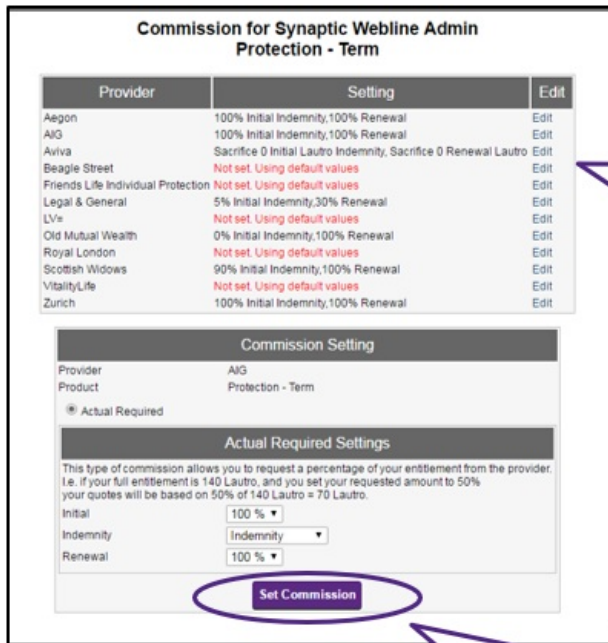 Commission for Synaptic Webline Admin
Protection - Term
Provider Setting Edit
Aegon 100% Initial Indemnity,100% Renewal Edit
AIG 100% Initial Indemnity,100% Renewal Edit
Aviva Sacrifice 0 Initial Lautro Indemnity, Sacrifice 0 Renewal Lautro Edit
Beagle Street Not set. Using default values Edit
Friends Life Individual Protection Not set. Using default values Edit
Legal & General 5% Initial Indemnity,30% Renewal Edit
LV= Not set. Using default values Edit
Old Mutual Wealth 0% Initial Indemnity,100% Renewal Edit
Royal London Not set. Using default values Edit
Scottish Widows 90% Initial Indemnity,100% Renewal Edit
VitalityLife Not set. Using default values Edit
Zurich 100% Initial Indemnity,100% Renewal Edit
Commission Setting
Provider AIG
Product Protection - Term
Actual Required
Actual Required Settings
This type of commission allows you to request a percentage of your entitlement from the provider.
I.e. if your full entitlement is 140 Lautro, and you set your requested amount to 50%
your quotes will be based on 50% of 140 Lautro = 70 Lautro.
Initial 100 %
Indemnity Indemnity
Renewal 100 %
Set Commission